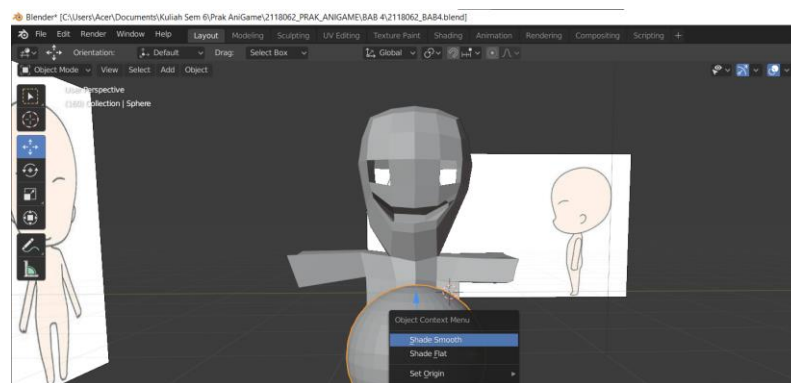 Blender* [C:\Users\Acer\Documents\Kuliah Sem 6\Prak AniGame\2118062_PRAK_ANIGAME\BAB 4\2118062_BAB4.blend]
File Edit Render Window Help Layout Modeling Sculpting UV Editing Texture Paint Shading Animation Rendering Compositing Scripting +
Orientation: Default Drag: Select Box Global
Object Mode View Select Add Object
User Perspective
Collection | Sphere
Object Context Menu
Shade Smooth
Shade Flat
Set Origin